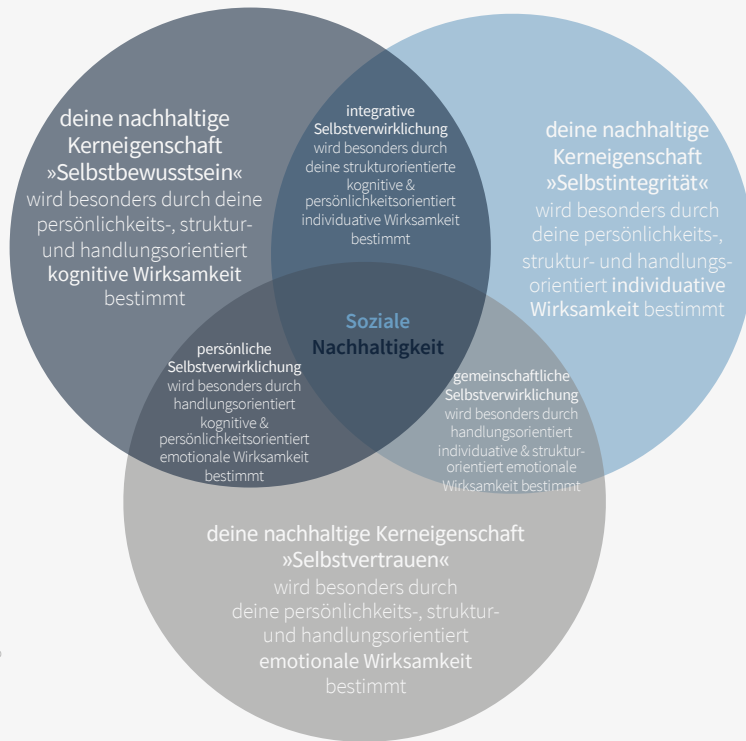 deine nachhaltige
Kerneigenschaft
»Selbstbewusstsein«
wird besonders durch deine
persönlichkeits-, struktur-
und handlungsorientiert
kognitive Wirksamkeit
bestimmt
integrative
Selbstverwirklichung
wird besonders durch
deine strukturorientierte
kognitive &
persönlichkeitsorientiert
individuative Wirksamkeit
bestimmt
deine nachhaltige
Kerneigenschaft
»Selbstintegrität«
wird besonders durch
deine persönlichkeits-,
struktur- und handlungs-
orientiert individuative
Wirksamkeit bestimmt
Soziale
Nachhaltigkeit
persönliche
Selbstverwirklichung
wird besonders durch
handlungsorientiert
kognitive &
persönlichkeitsorientiert
emotionale Wirksamkeit
bestimmt
gemeinschaftliche
Selbstverwirklichung
wird besonders durch
handlungsorientiert
individuative & struktur-
orientiert emotionale
Wirksamkeit bestimmt
deine nachhaltige Kerneigenschaft
»Selbstvertrauen«
wird besonders durch
deine persönlichkeits-, struktur-
und handlungsorientiert
emotionale Wirksamkeit
bestimmt